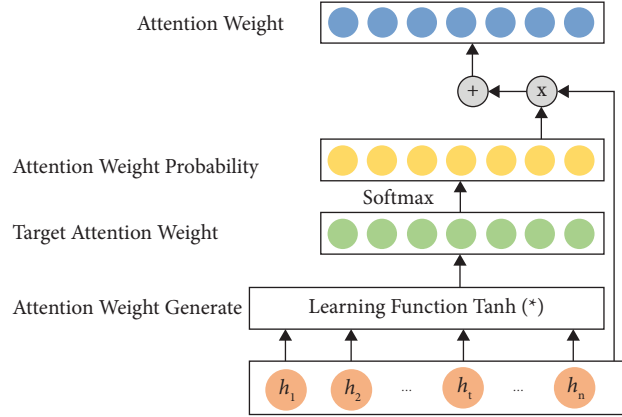 Attention Weight
+
x
Attention Weight Probability
Softmax
Target Attention Weight
Attention Weight Generate
Learning Function Tanh (*)
h1 h2 ... ht ... hn